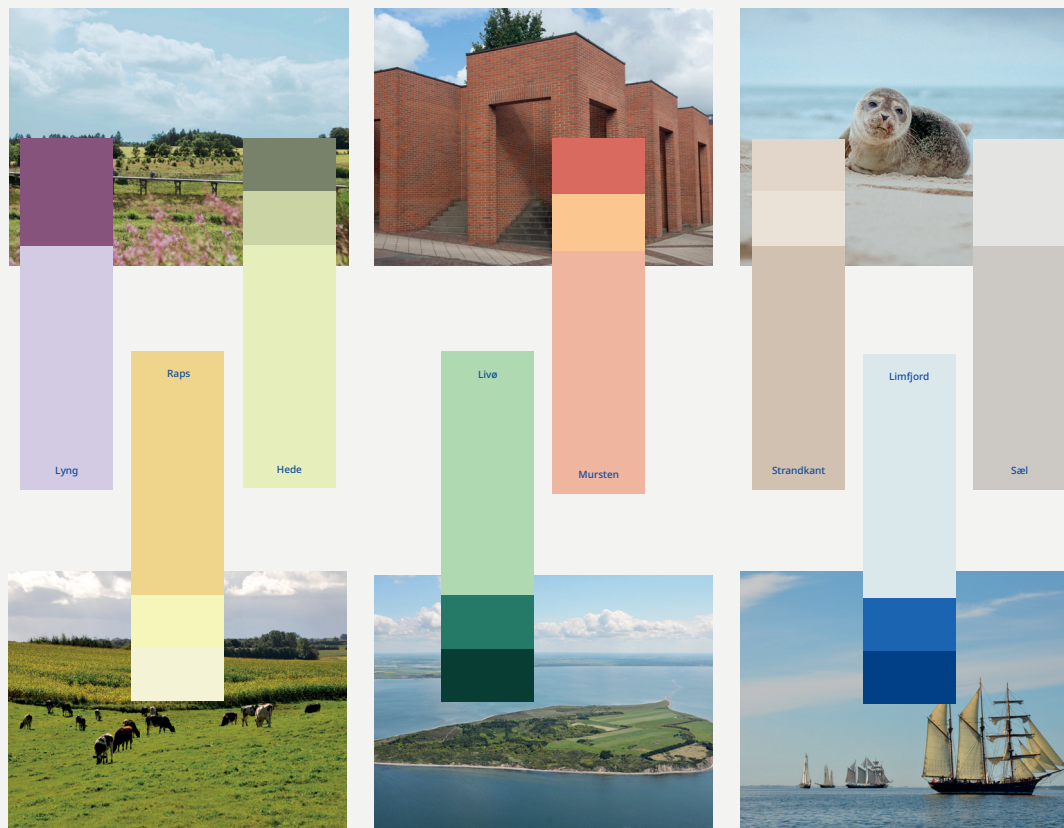 Raps
Livø
Limfjord
Lyng
Hede
Mursten
Strandkant
Sæl